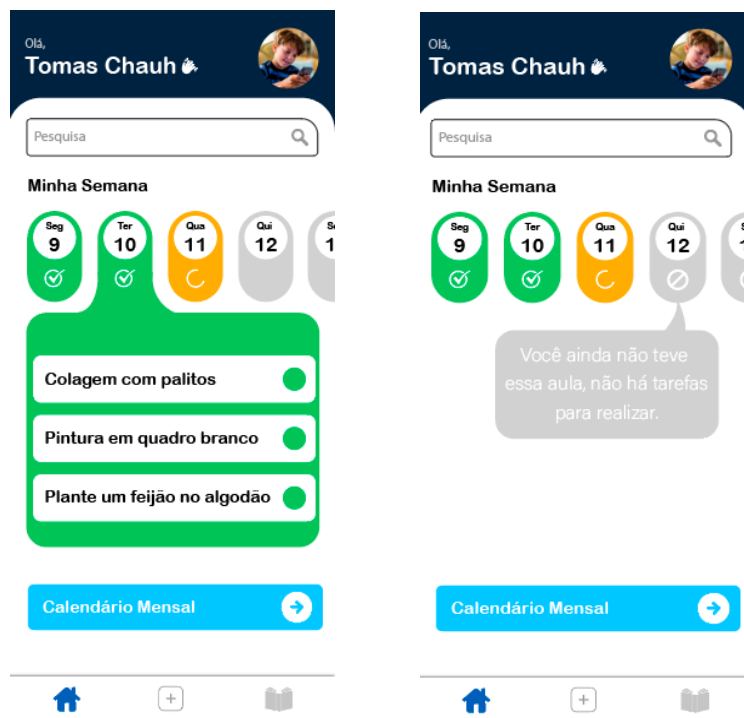 Olá,
Tomas Chauh
Pesquisa
Minha Semana
Seg
9
Ter
10
Qua
11
Qui
12
Colagem com palitos
Pintura em quadro branco
Plante um feijão no algodão
Calendário Mensal
Olá,
Tomas Chauh
Pesquisa
Minha Semana
Seg
9
Ter
10
Qua
11
Qui
12
Você ainda não teve
essa aula, não há tarefas
para realizar.
Calendário Mensal